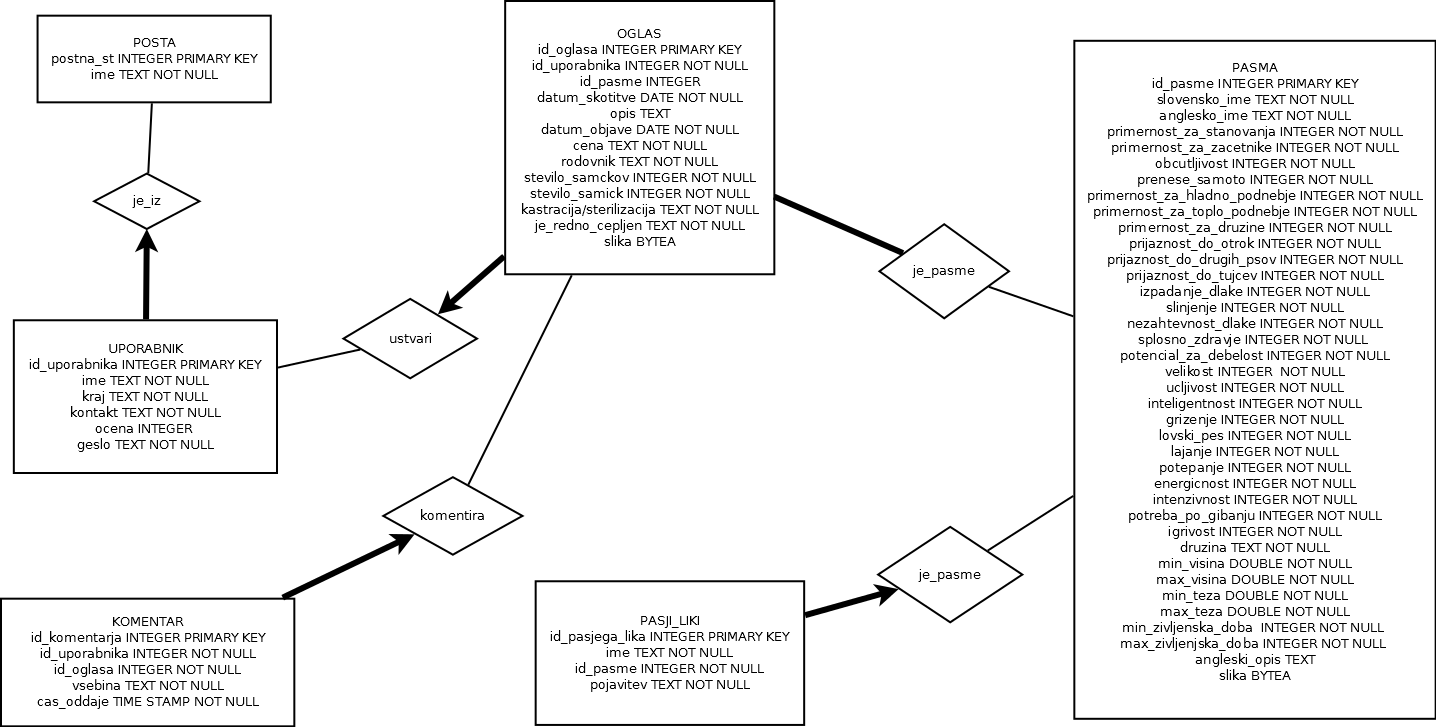 POSTA
postna_st INTEGER PRIMARY KEY
ime TEXT NOT NULL
je_iz
UPORABNIK
id_uporabnika INTEGER PRIMARY KEY
ime TEXT NOT NULL
kraj TEXT NOT NULL
kontakt TEXT NOT NULL
ocena INTEGER
geslo TEXT NOT NULL
OGLAS
id_oglasa INTEGER PRIMARY KEY
id_uporabnika INTEGER NOT NULL
id_pasme INTEGER
datum_skotitve DATE NOT NULL
opis TEXT
datum_objave DATE NOT NULL
cena TEXT NOT NULL
rodovnik TEXT NOT NULL
stevilo_samckov INTEGER NOT NULL
stevilo_samick INTEGER NOT NULL
kastracija/sterilizacija TEXT NOT NULL
je_redno_cepljen TEXT NOT NULL
slika BYTEA
ustvari
komentira
KOMENTAR
id_komentarja INTEGER PRIMARY KEY
id_uporabnika INTEGER NOT NULL
id_oglasa INTEGER NOT NULL
vsebina TEXT NOT NULL
cas_oddaje TIME STAMP NOT NULL
je_pasme
je_pasme
PASJI_LIKI
id_pasjega_lika INTEGER PRIMARY KEY
ime TEXT NOT NULL
id_pasme INTEGER NOT NULL
pojavitev TEXT NOT NULL
PASMA
id_pasme INTEGER PRIMARY KEY
slovensko_ime TEXT NOT NULL
anglesko_ime TEXT NOT NULL
primernost_za_stanovanja INTEGER NOT NULL
primernost_za_zacetnike INTEGER NOT NULL
obcutljivost INTEGER NOT NULL
prenese_samoto INTEGER NOT NULL
primernost_za_hladno_podnebje INTEGER NOT NULL
primernost_za_toplo_podnebje INTEGER NOT NULL
primernost_za_druzine INTEGER NOT NULL
prijaznost_do_otrok INTEGER NOT NULL
prijaznost_do_drugih_psov INTEGER NOT NULL
prijaznost_do_tujcev INTEGER NOT NULL
izpadanje_dlake INTEGER NOT NULL
slinjenje INTEGER NOT NULL
nezahtevnost_dlake INTEGER NOT NULL
splosno_zdravje INTEGER NOT NULL
potencial_za_debelost INTEGER NOT NULL
velikost INTEGER  NOT NULL
ucljivost INTEGER NOT NULL
inteligentnost INTEGER NOT NULL
grizenje INTEGER NOT NULL
lovski_pes INTEGER NOT NULL
lajanje INTEGER NOT NULL
potepanje INTEGER NOT NULL
energicnost INTEGER NOT NULL
intenzivnost INTEGER NOT NULL
potreba_po_gibanju INTEGER NOT NULL
igrivost INTEGER NOT NULL
druzina TEXT NOT NULL
min_visina DOUBLE NOT NULL
max_visina DOUBLE NOT NULL
min_teza DOUBLE NOT NULL
max_teza DOUBLE NOT NULL
min_zivljenska_doba  INTEGER NOT NULL
max_zivljenjska_doba INTEGER NOT NULL
angleski_opis TEXT
slika BYTEA